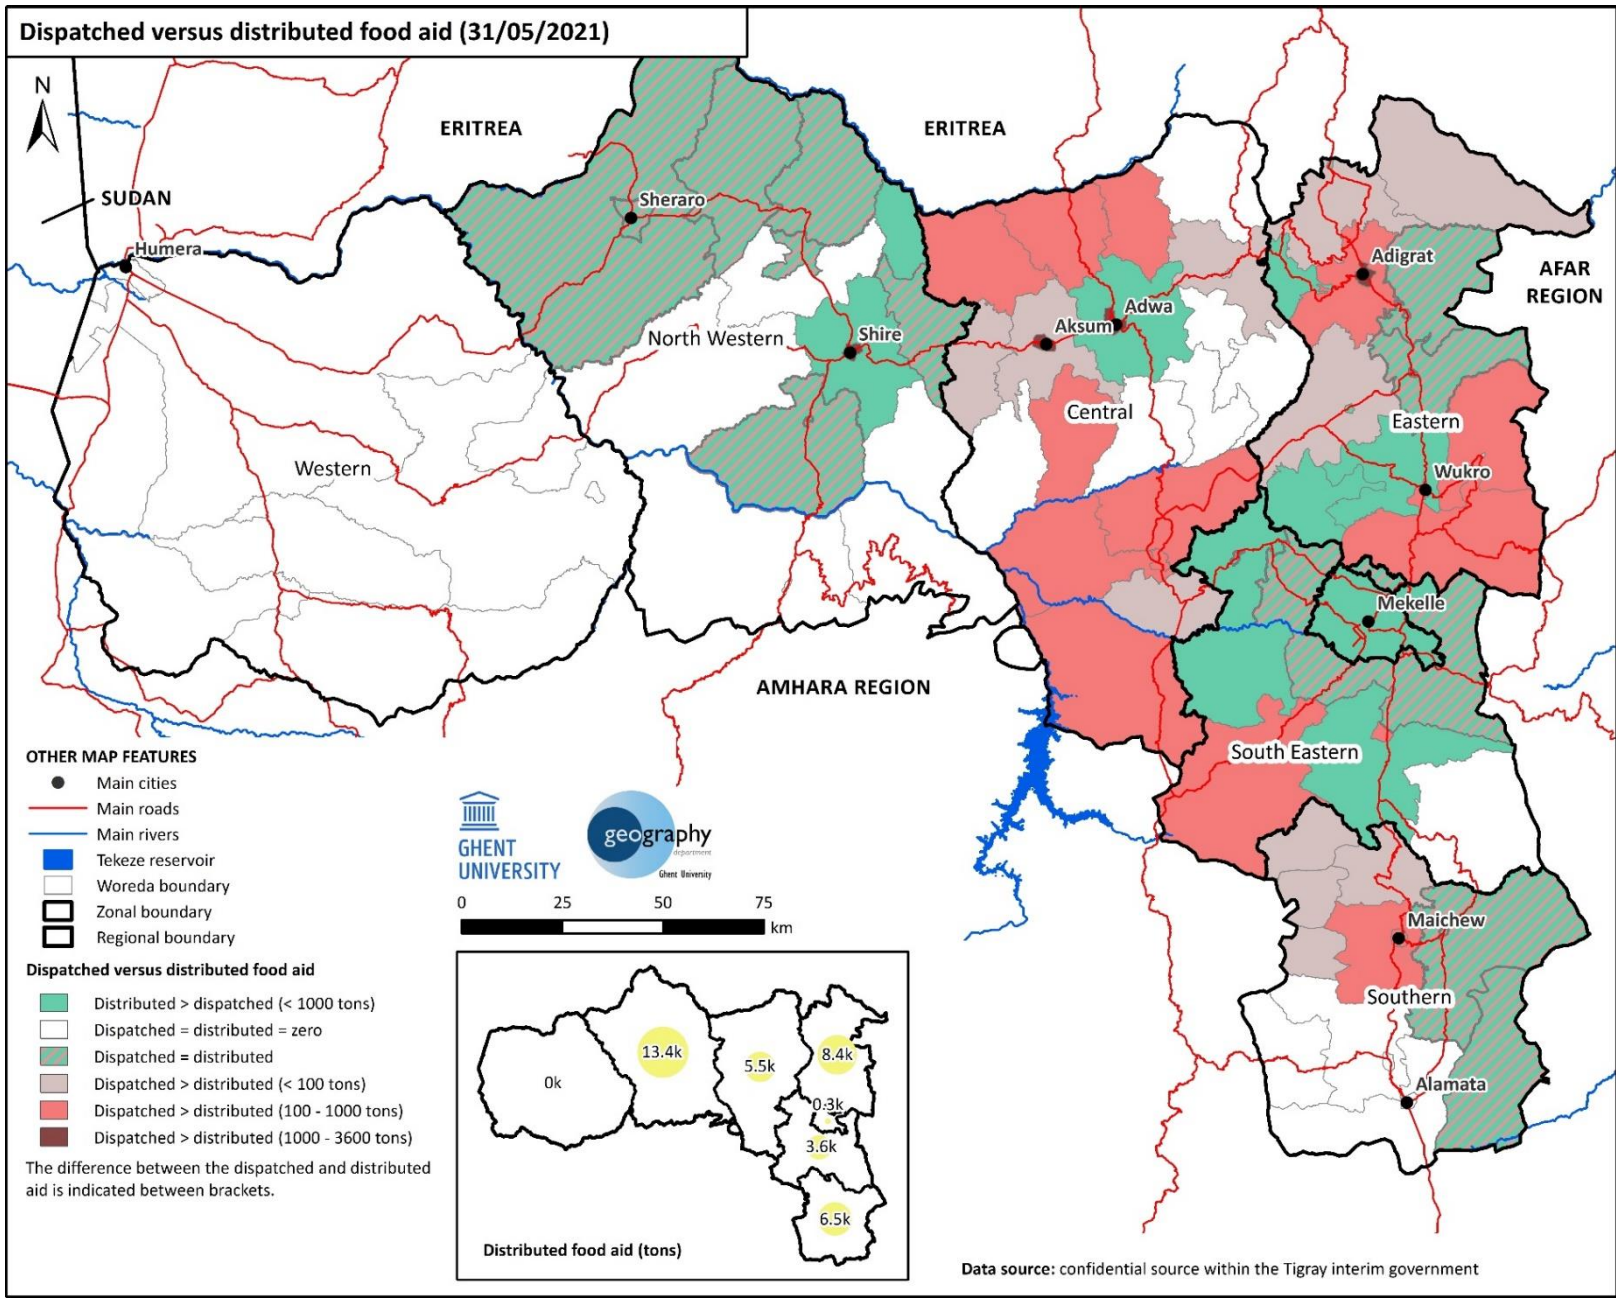 Dispatched versus distributed food aid (31/05/2021)
N
ERITREA
ERITREA
SUDAN
Sheraro
Humera
Adigrat
AFAR
REGION
Adwa
Aksum
North Western
Shire
Central
Eastern
Western
Wukro
Mekelle
AMHARA REGION
South Eastern
Maichew
Southern
Alamata
OTHER MAP FEATURES
Main cities
Main roads
Main rivers
Tekeze reservoir
Woreda boundary
Zonal boundary
Regional boundary
Dispatched versus distributed food aid
Distributed > dispatched (< 1000 tons)
Dispatched = distributed = zero
Dispatched = distributed
Dispatched > distributed (< 100 tons)
Dispatched > distributed (100 - 1000 tons)
Dispatched > distributed (1000 - 3600 tons)
The difference between the dispatched and distributed
aid is indicated between brackets.
GHENT
UNIVERSITY
geography
department
Ghent University
0 25 50 75
km
13.4k
8.4k
5.5k
0k
0.3k
3.6k
6.5k
Distributed food aid (tons)
Data source: confidential source within the Tigray interim government